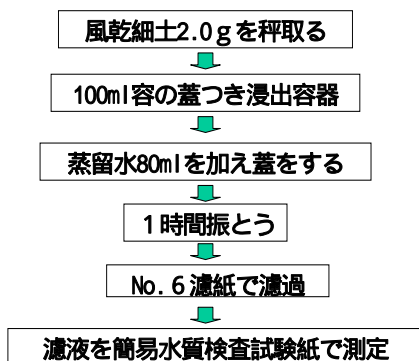 風乾細土2.0ｇを秤取る
100ml容の蓋つき浸出容器
蒸留水80mlを加え蓋をする
１時間振とう
No.６濾紙で濾過
濾液を簡易水質検査試験紙で測定